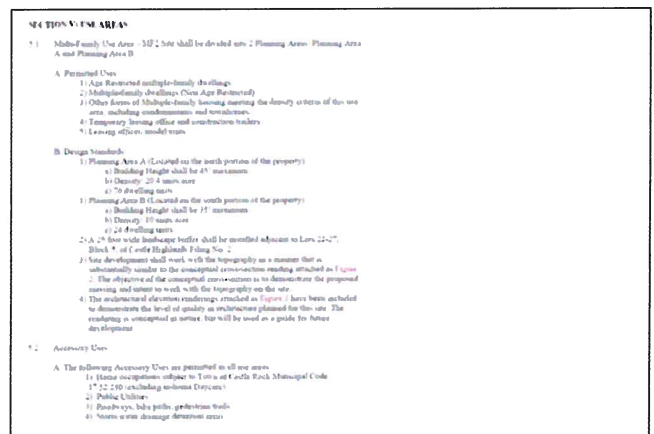 SECTION V: USE AREAS
5.1 Multi-Family Use Area - MF2 Site shall be divided into 2 Planning Areas: Planning Area
A and Planning Area B
A. Permitted Uses
1) Age Restricted multiple-family dwellings
2) Multiple-family dwellings (Non Age Restricted)
3) Other forms of Multiple-family housing meeting the density criteria of this use
area, including condominiums and townhomes.
4) Temporary leasing office and construction trailers
5) Leasing offices, model units
B. Design Standards
1) Planning Area A (Located on the north portion of the property)
a) Building Height shall be 45' maximum
b) Density: 20.4 units acre
c) 76 dwelling units
1) Planning Area B (Located on the south portion of the property)
a) Building Height shall be 35' maximum
b) Density: 10 units acre
c) 24 dwelling units
2) A 25 foot wide landscape buffer shall be installed adjacent to Lots 22-27,
Block 5, of Castle Highlands Filing No. 2
3) Site development shall work with the topography in a manner that is
substantially similar to the conceptual cross-section rendering attached as Figure
2. The objective of the conceptual cross-section is to demonstrate the proposed
massing and intent to work with the topography on the site.
4) The architectural elevation renderings attached as Figure have been included
to demonstrate the level of quality in architecture planned for this site. The
rendering is conceptual in nature, but will be used as a guide for future
development
5.2 Accessory Uses
A. The following Accessory Uses are permitted in all use areas
1) Home occupations subject to Town of Castle Rock Municipal Code
17.52.230 (excluding in-home Daycare)
2) Public Utilities
3) Roadways, bike paths, pedestrian trails
4) Storm water drainage detention areas